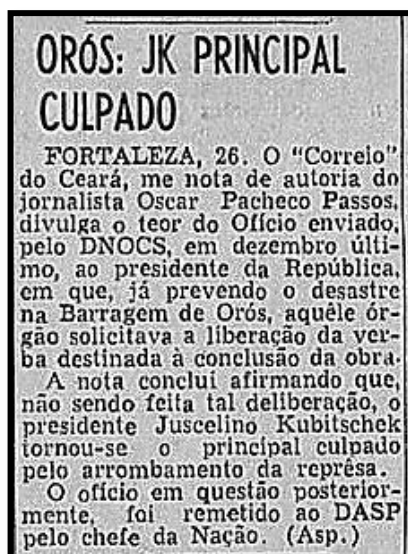 ORÓS: JK PRINCIPAL
CULPADO
FORTALEZA, 26. O "Correio"
do Ceará, me nota de autoria do
jornalista Oscar Pacheco Passos,
divulga o teor do Ofício enviado,
pelo DNOCS, em dezembro últi-
mo, ao presidente da República,
em que, já prevendo o desastre
na Barragem de Orós, aquêle ór-
gão solicitava a liberação da ver-
ba destinada à conclusão da obra.
A nota conclui afirmando que,
não sendo feita tal deliberação, o
presidente Juscelino Kubitschek
tornou-se o principal culpado
pelo arrombamento da reprêsa.
O ofício em questão posterior-
mente, foi remetido ao DASP
pelo chefe da Nação. (Asp.)